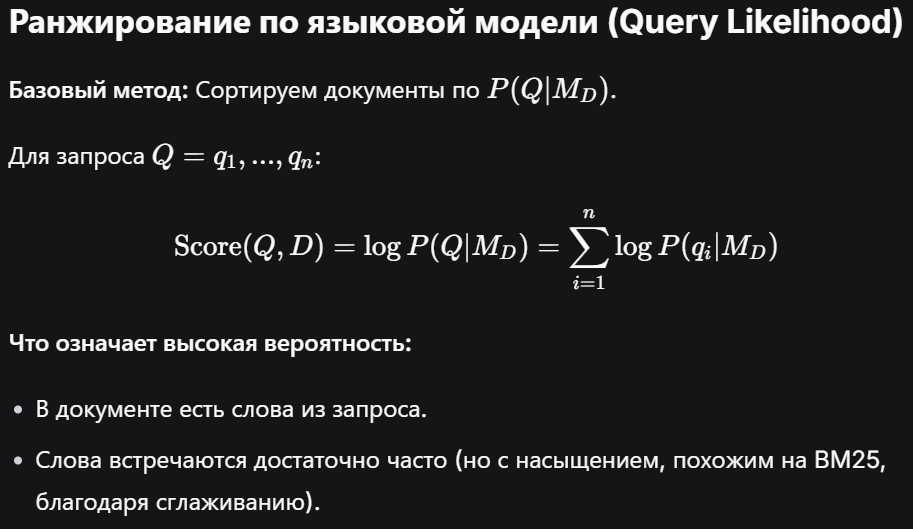 Ранжирование по языковой модели (Query Likelihood)
Базовый метод: Сортируем документы по P(Q|M_D).
Для запроса Q = q_1, ..., q_n:
Score(Q, D) = log P(Q|M_D) = \sum_{i=1}^{n} log P(q_i|M_D)
Что означает высокая вероятность:
• В документе есть слова из запроса.
• Слова встречаются достаточно часто (но с насыщением, похожим на BM25,
благодаря сглаживанию).